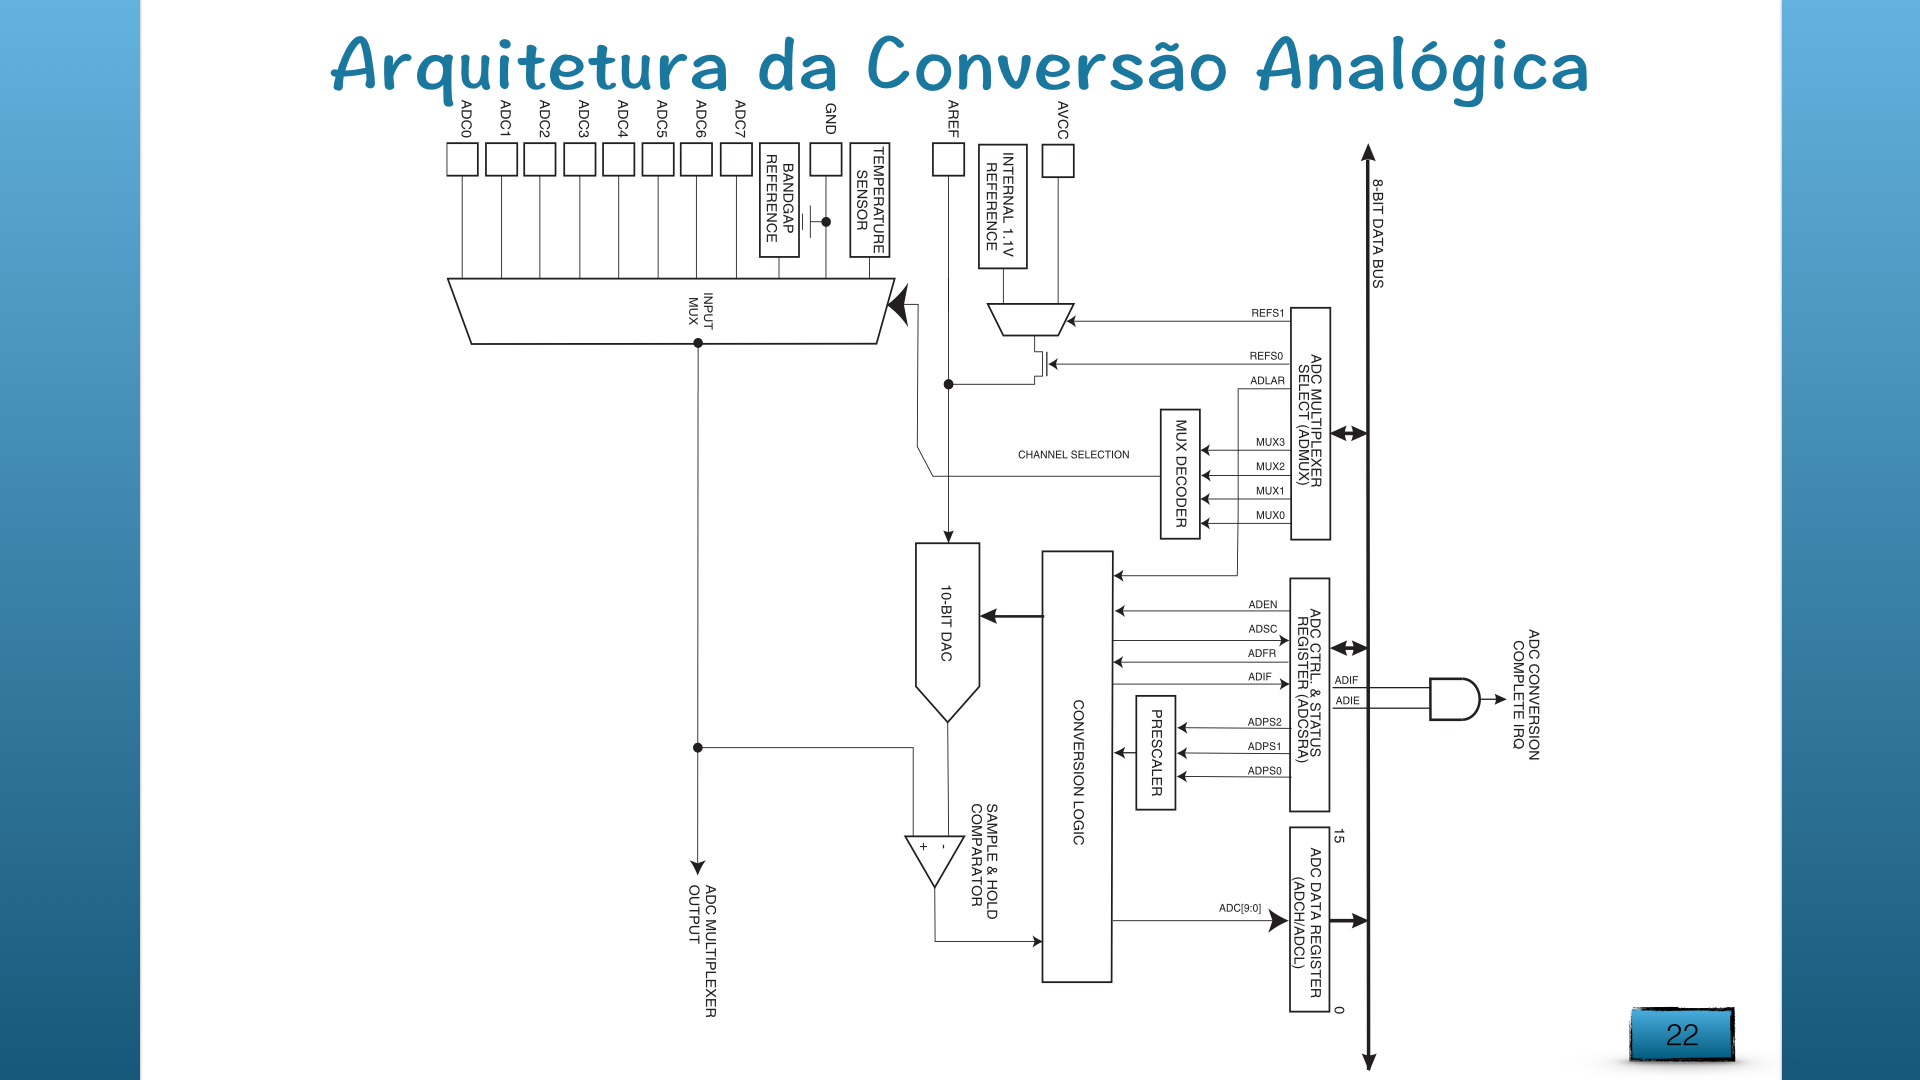 Arquitetura da Conversão Analógica
ADC0
ADC1
ADC2
ADC3
ADC4
ADC5
ADC6
ADC7
GND
AREF
AVCC
BANDGAP
REFERENCE
TEMPERATURE
SENSOR
INTERNAL 1.1V
REFERENCE
8-BIT DATA BUS
INPUT
MUX
REFS1
REFS0
ADLAR
MUX3
MUX2
MUX1
MUX0
ADC MULTIPLEXER
SELECT (ADMUX)
MUX DECODER
CHANNEL SELECTION
10-BIT DAC
CONVERSION LOGIC
ADEN
ADSC
ADFR
ADIF
ADPS2
ADPS1
ADPS0
PRESCALER
ADC CTRL. & STATUS
REGISTER (ADCSRA)
ADIF
ADIE
ADC CONVERSION
COMPLETE IRQ
SAMPLE & HOLD
COMPARATOR
+
-
ADC[9:0]
15
ADC DATA REGISTER
(ADCH/ADCL)
0
ADC MULTIPLEXER
OUTPUT
22